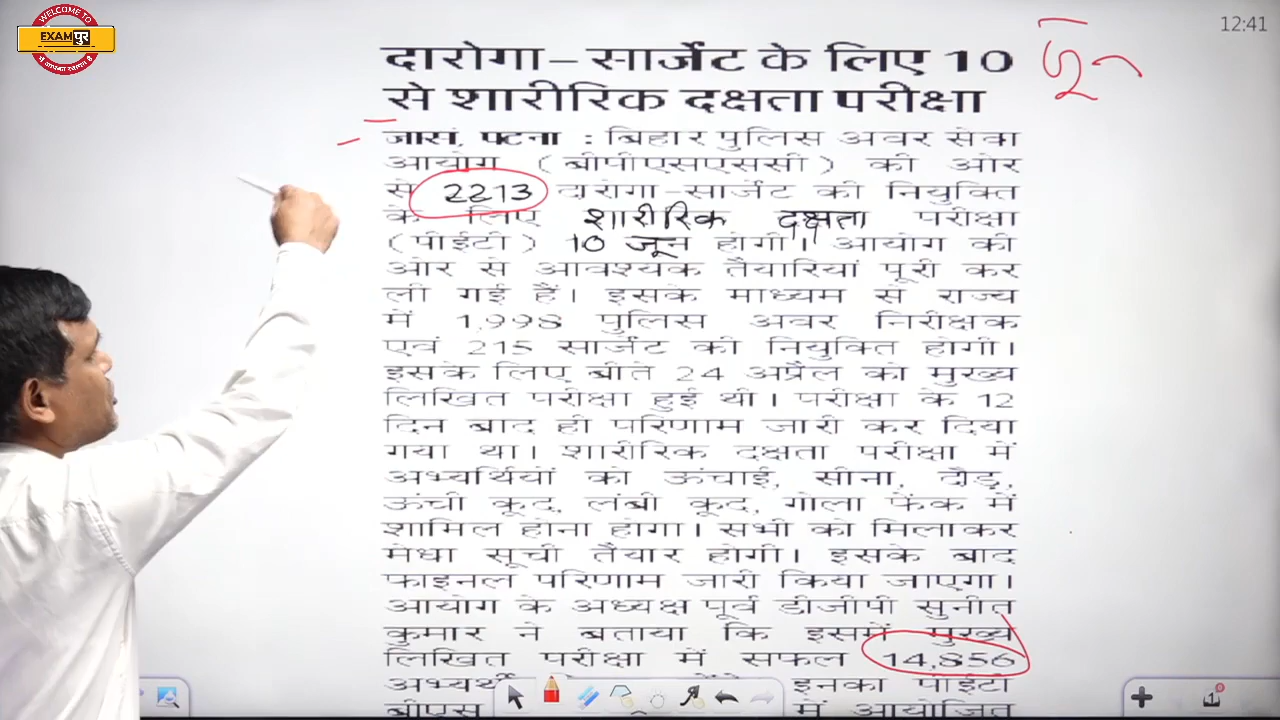 WELCOME TO
EXAM पुर
12:41
दारोगा– सार्जेंट के लिए 10
से शारीरिक दक्षता परीक्षा
जून
जासं, पटना : बिहार पुलिस अवर सेवा
आयोग (बीपीएसएससी) की ओर
से 2213 दारोगा–सार्जेंट की नियुक्ति
के लिए शारीरिक दक्षता परीक्षा
(पीईटी) 10 जून होगी। आयोग की
ओर से आवश्यक तैयारियां पूरी कर
ली गई हैं। इसके माध्यम से राज्य
में 1,998 पुलिस अवर निरीक्षक
एवं 215 सार्जेंट की नियुक्ति होगी।
इसके लिए बीते 24 अप्रैल को मुख्य
लिखित परीक्षा हुई थी। परीक्षा के 12
दिन बाद ही परिणाम जारी कर दिया
गया था। शारीरिक दक्षता परीक्षा में
अभ्यर्थियों को ऊंचाई, सीना, दौड़,
ऊंची कूद, लंबी कूद, गोला फेंक में
शामिल होना होगा। सभी को मिलाकर
मेधा सूची तैयार होगी। इसके बाद
फाइनल परिणाम जारी किया जाएगा।
आयोग के अध्यक्ष पूर्व डीजीपी सुनीत
कुमार ने बताया कि इसमें मुख्य
लिखित परीक्षा में सफल 14,856
इनका पीईटी
बीएस में आयोजित